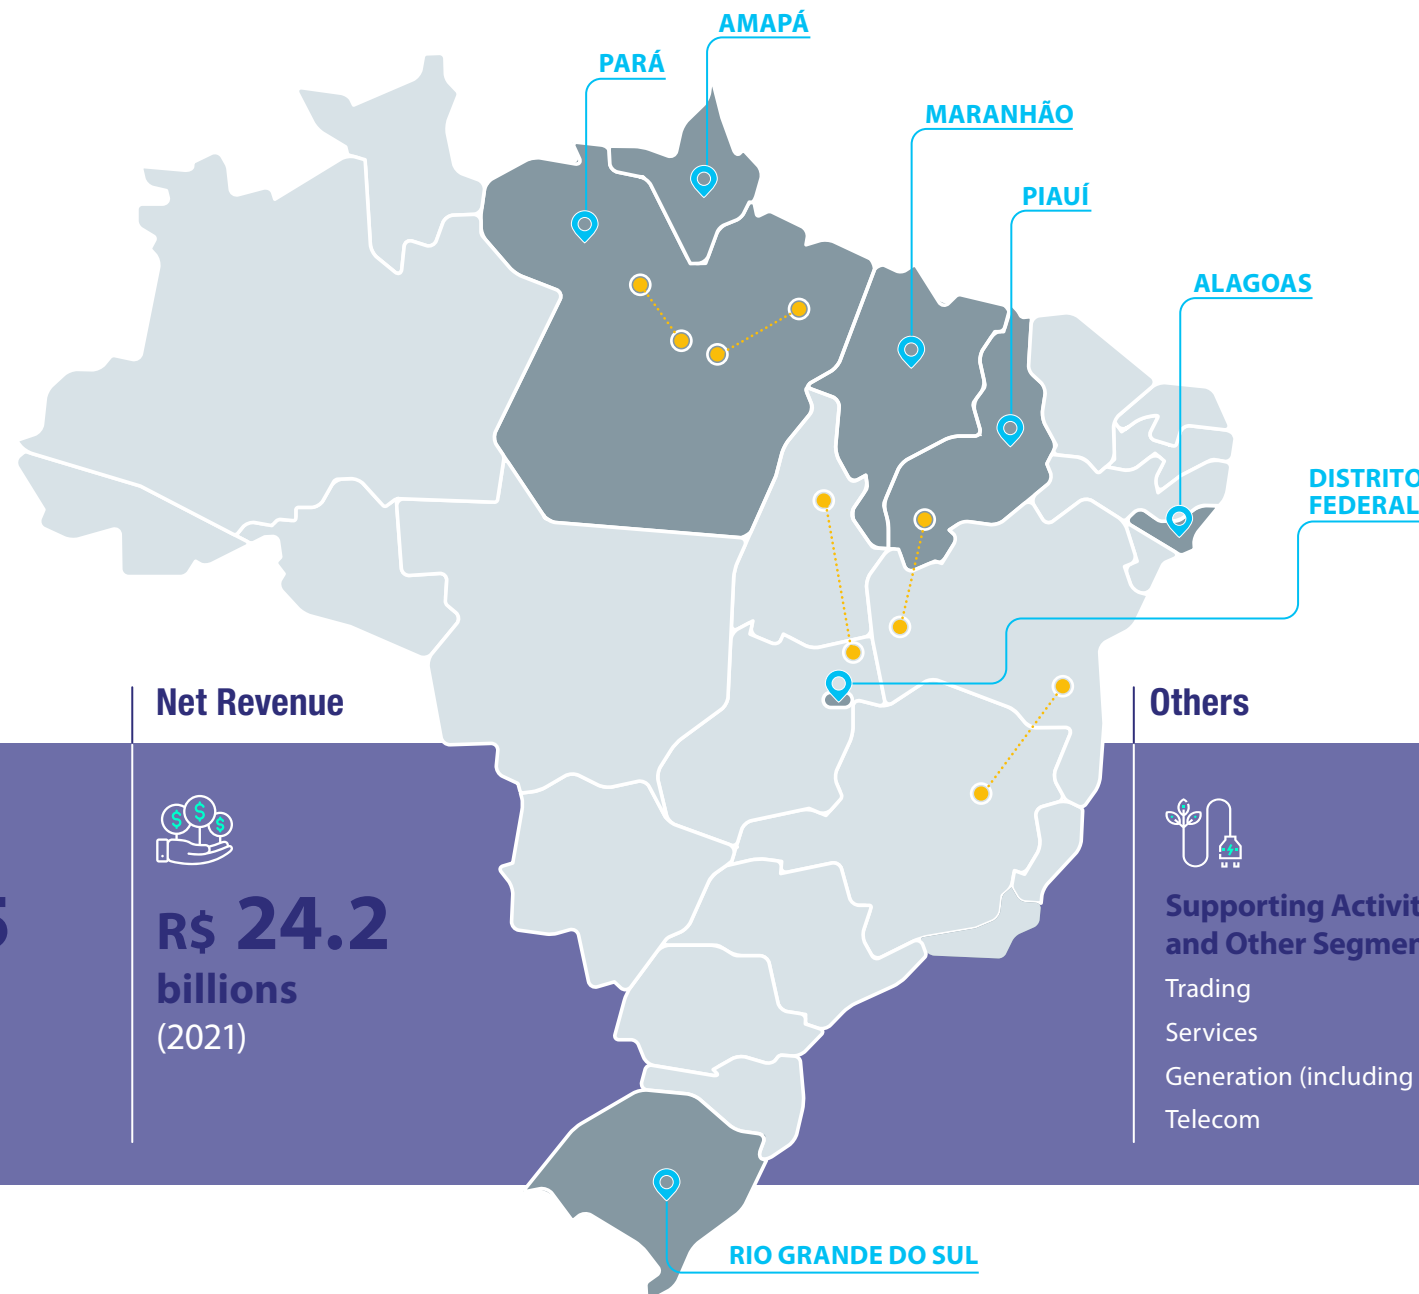 AMAPÁ
PARÁ
MARANHÃO
PIAUÍ
ALAGOAS
DISTRITO
FEDERAL
Net Revenue
R$ 24.2
billions
(2021)
Others
Supporting Activit
and Other Segmen
Trading
Services
Generation (including
Telecom
RIO GRANDE DO SUL